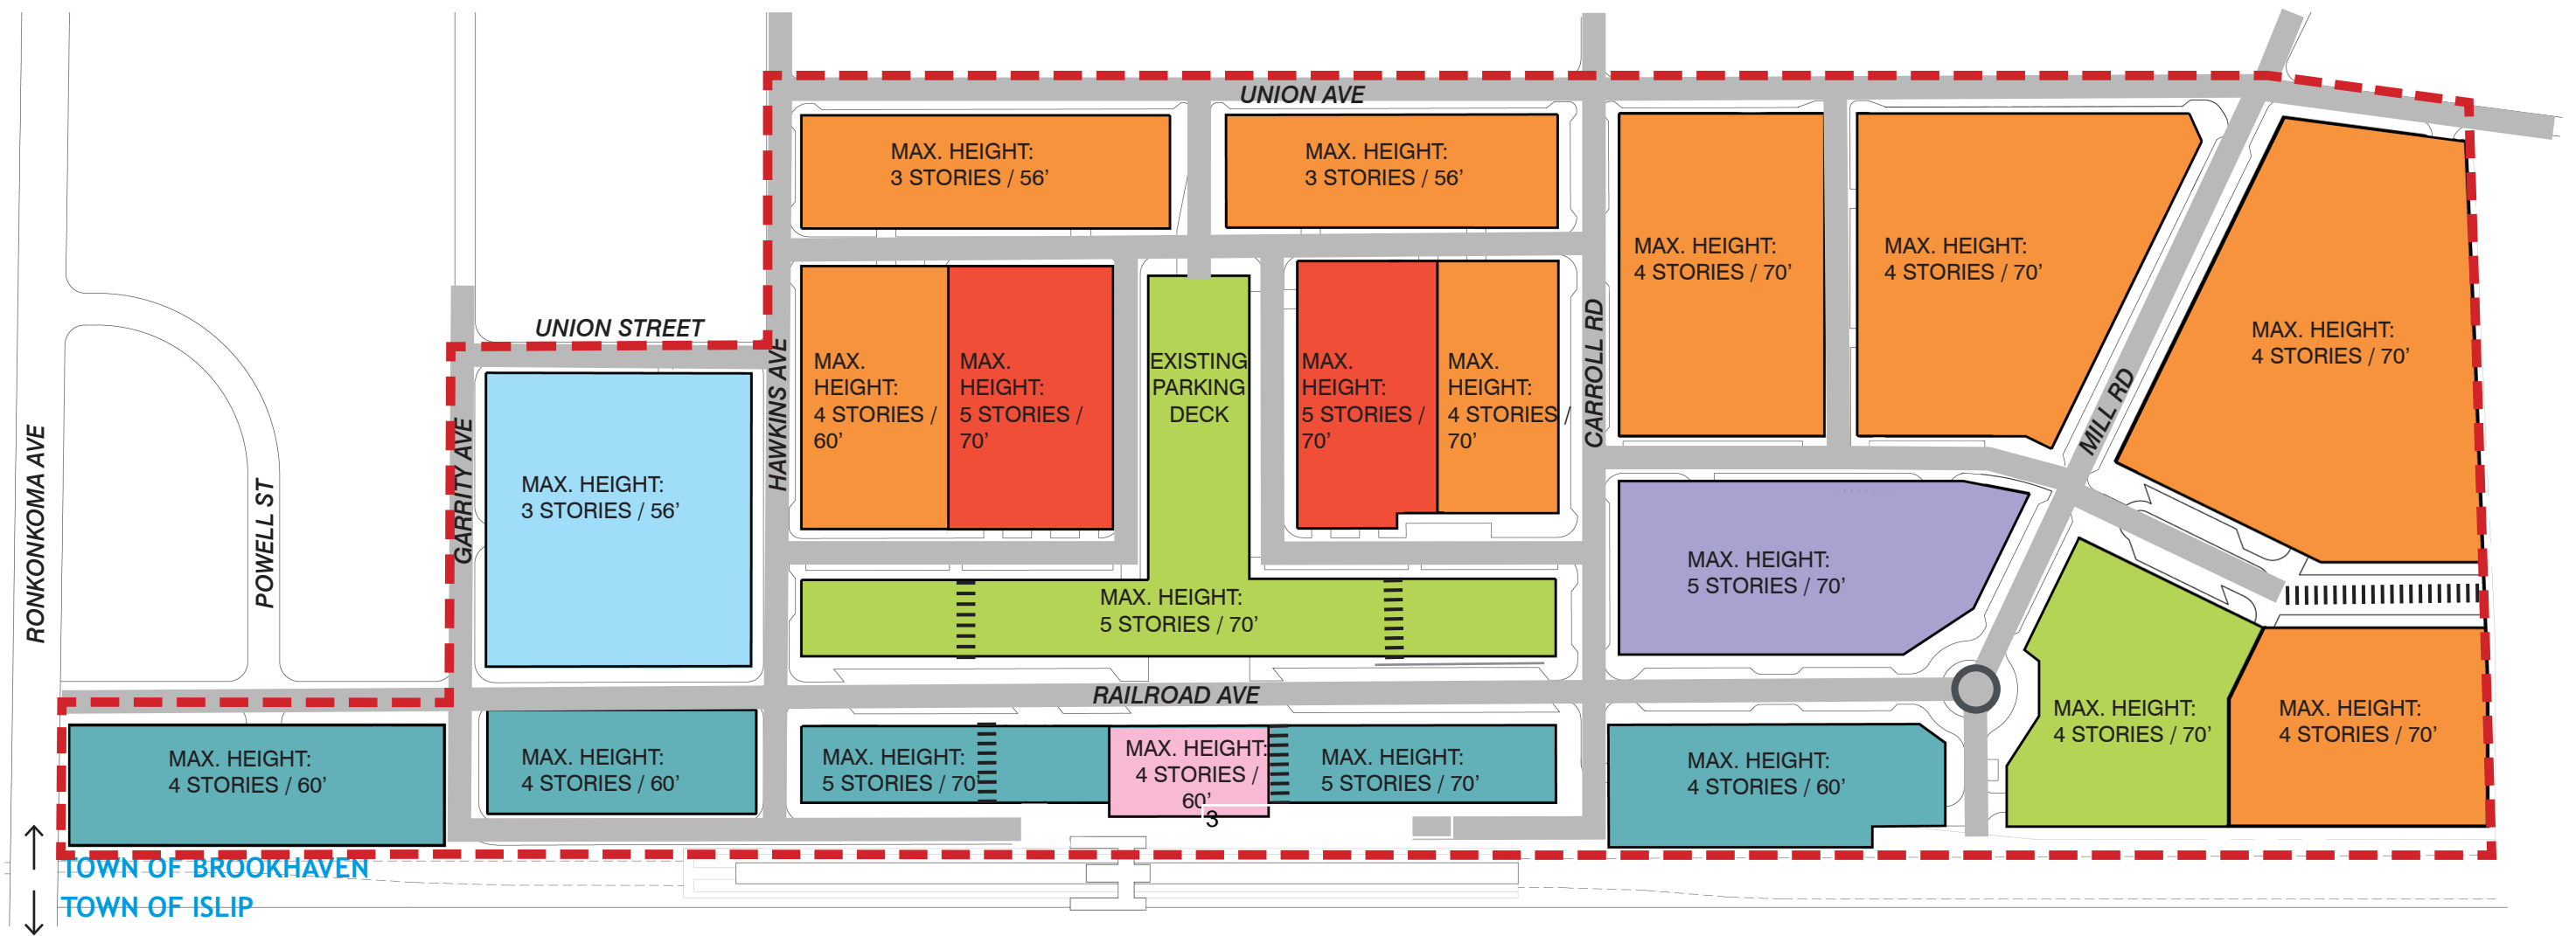 UNION AVE
MAX. HEIGHT:
3 STORIES / 56’
MAX. HEIGHT:
3 STORIES / 56’
MAX. HEIGHT:
4 STORIES / 70’
MAX. HEIGHT:
4 STORIES / 70’
MAX. HEIGHT:
4 STORIES / 70’
UNION STREET
HAWKINS AVE
MAX.
HEIGHT:
4 STORIES /
60’
MAX.
HEIGHT:
5 STORIES /
70’
EXISTING
PARKING
DECK
MAX.
HEIGHT:
5 STORIES /
70’
MAX.
HEIGHT:
4 STORIES /
70’
CARROLL RD
MILL RD
RONKONKOMA AVE
POWELL ST
GARRITY AVE
MAX. HEIGHT:
3 STORIES / 56’
MAX. HEIGHT:
5 STORIES / 70’
MAX. HEIGHT:
5 STORIES / 70’
RAILROAD AVE
MAX. HEIGHT:
4 STORIES / 60’
MAX. HEIGHT:
4 STORIES / 60’
MAX. HEIGHT:
5 STORIES / 70’
MAX. HEIGHT:
4 STORIES /
60’
3
MAX. HEIGHT:
5 STORIES / 70’
MAX. HEIGHT:
4 STORIES / 60’
MAX. HEIGHT:
4 STORIES / 70’
MAX. HEIGHT:
4 STORIES / 70’
TOWN OF BROOKHAVEN
TOWN OF ISLIP